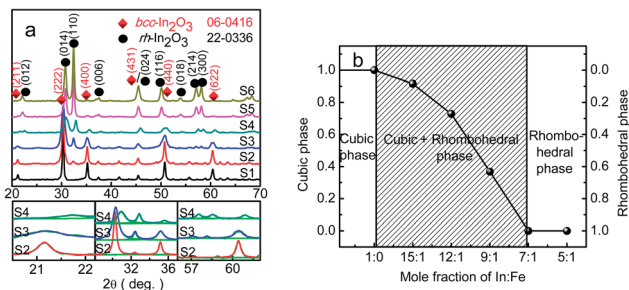 a
bcc-In2O3 06-0416
rh-In2O3 22-0336
(211)
(012)
(222)
(014)
(110)
(400)
(006)
(431)
(024)
(116)
(440)
(018)
(214)
(300)
(622)
S6
S5
S4
S3
S2
S1
20 30 40 50 60 70
S4
S3
S2
S4
S3
S2
S4
S3
S2
21 22 28 32 36 57 60
2θ ( deg. )
b
Cubic phase
1.0
0.8
0.6
0.4
0.2
0.0
Cubic
phase
Cubic + Rhombohedral
phase
Rhombo-
hedral
phase
0.0
0.2
0.4
0.6
0.8
1.0
Rhombohedral phase
1:0 15:1 12:1 9:1 7:1 5:1
Mole fraction of In:Fe